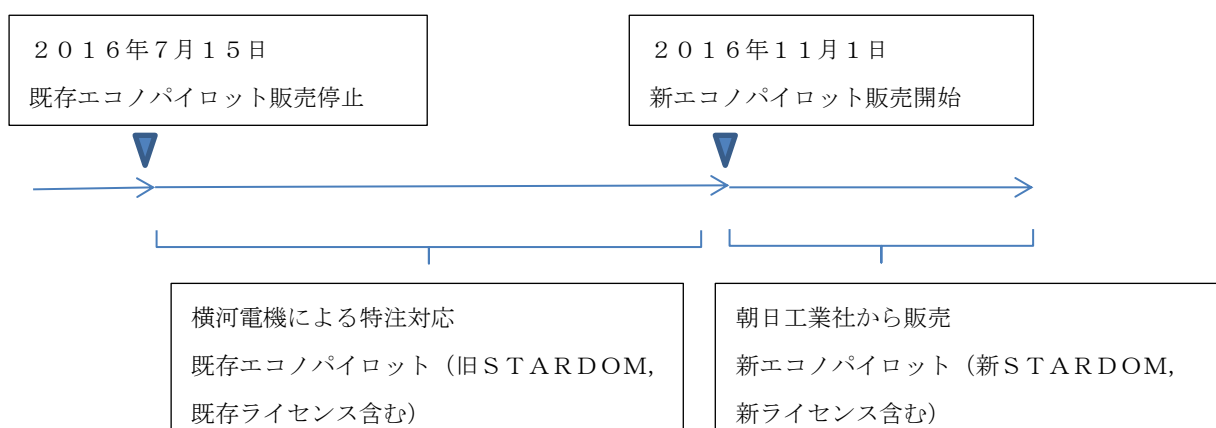 ２０１６年７月１５日
既存エコノパイロット販売停止
２０１６年１１月１日
新エコノパイロット販売開始
横河電機による特注対応
既存エコノパイロット（旧ＳＴＡＲＤＯＭ，
既存ライセンス含む）
朝日工業社から販売
新エコノパイロット（新ＳＴＡＲＤＯＭ，
新ライセンス含む）